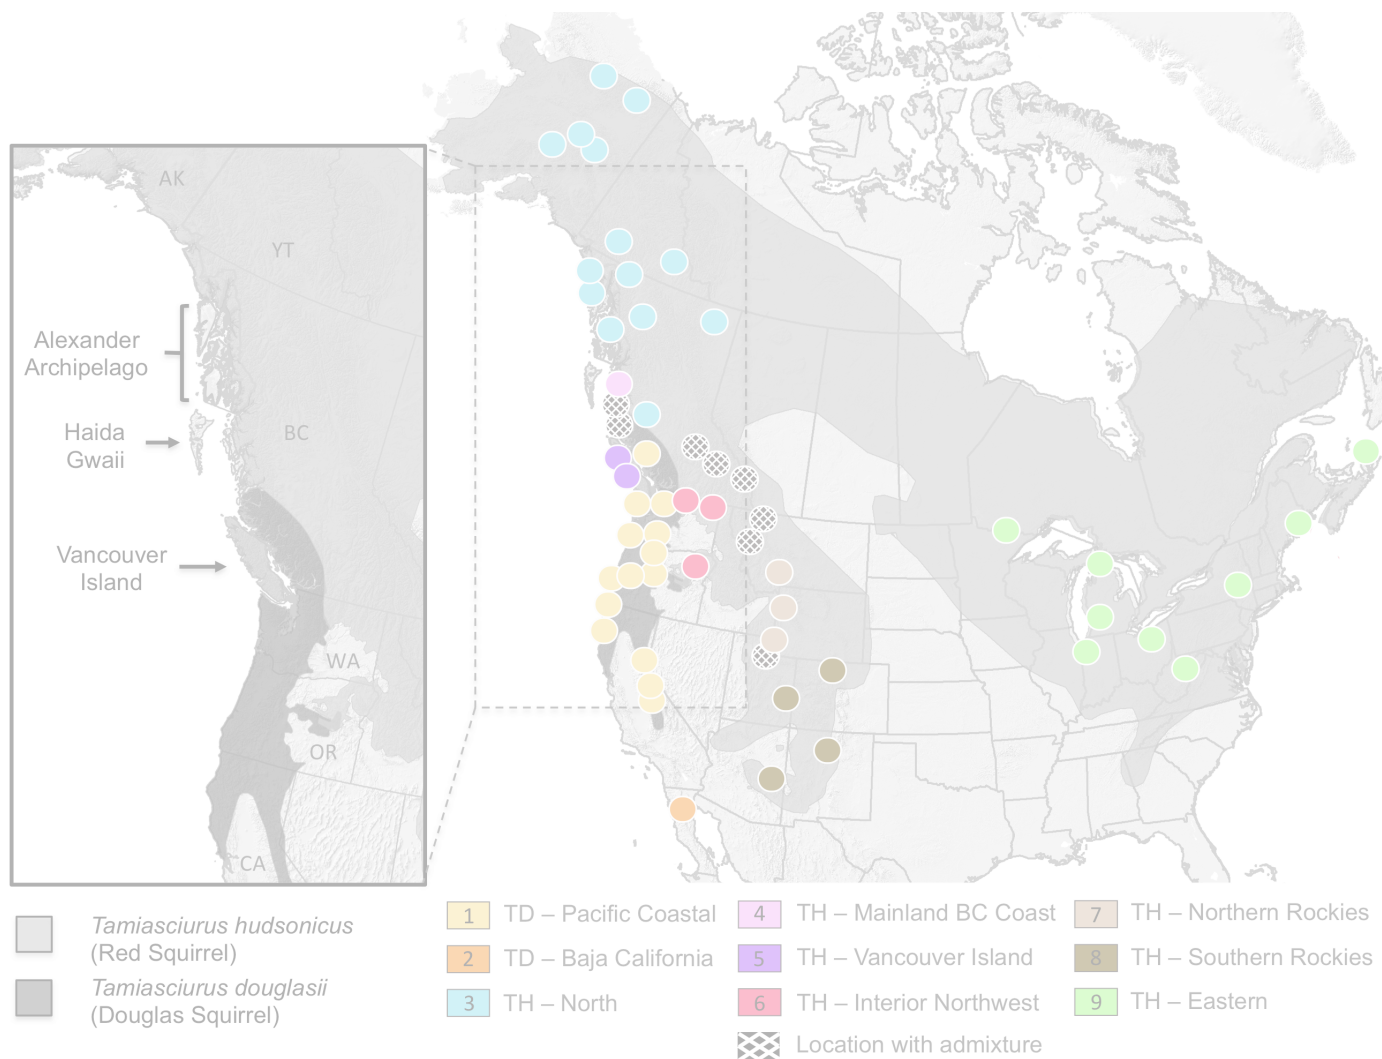 AK
YT
Alexander
Archipelago
Haida
Gwaii
BC
Vancouver
Island
WA
OR
CA
Tamiasciurus hudsonicus
(Red Squirrel)
Tamiasciurus douglasii
(Douglas Squirrel)
1 TD – Pacific Coastal
2 TD – Baja California
3 TH – North
4 TH – Mainland BC Coast
5 TH – Vancouver Island
6 TH – Interior Northwest
Location with admixture
7 TH – Northern Rockies
8 TH – Southern Rockies
9 TH – Eastern